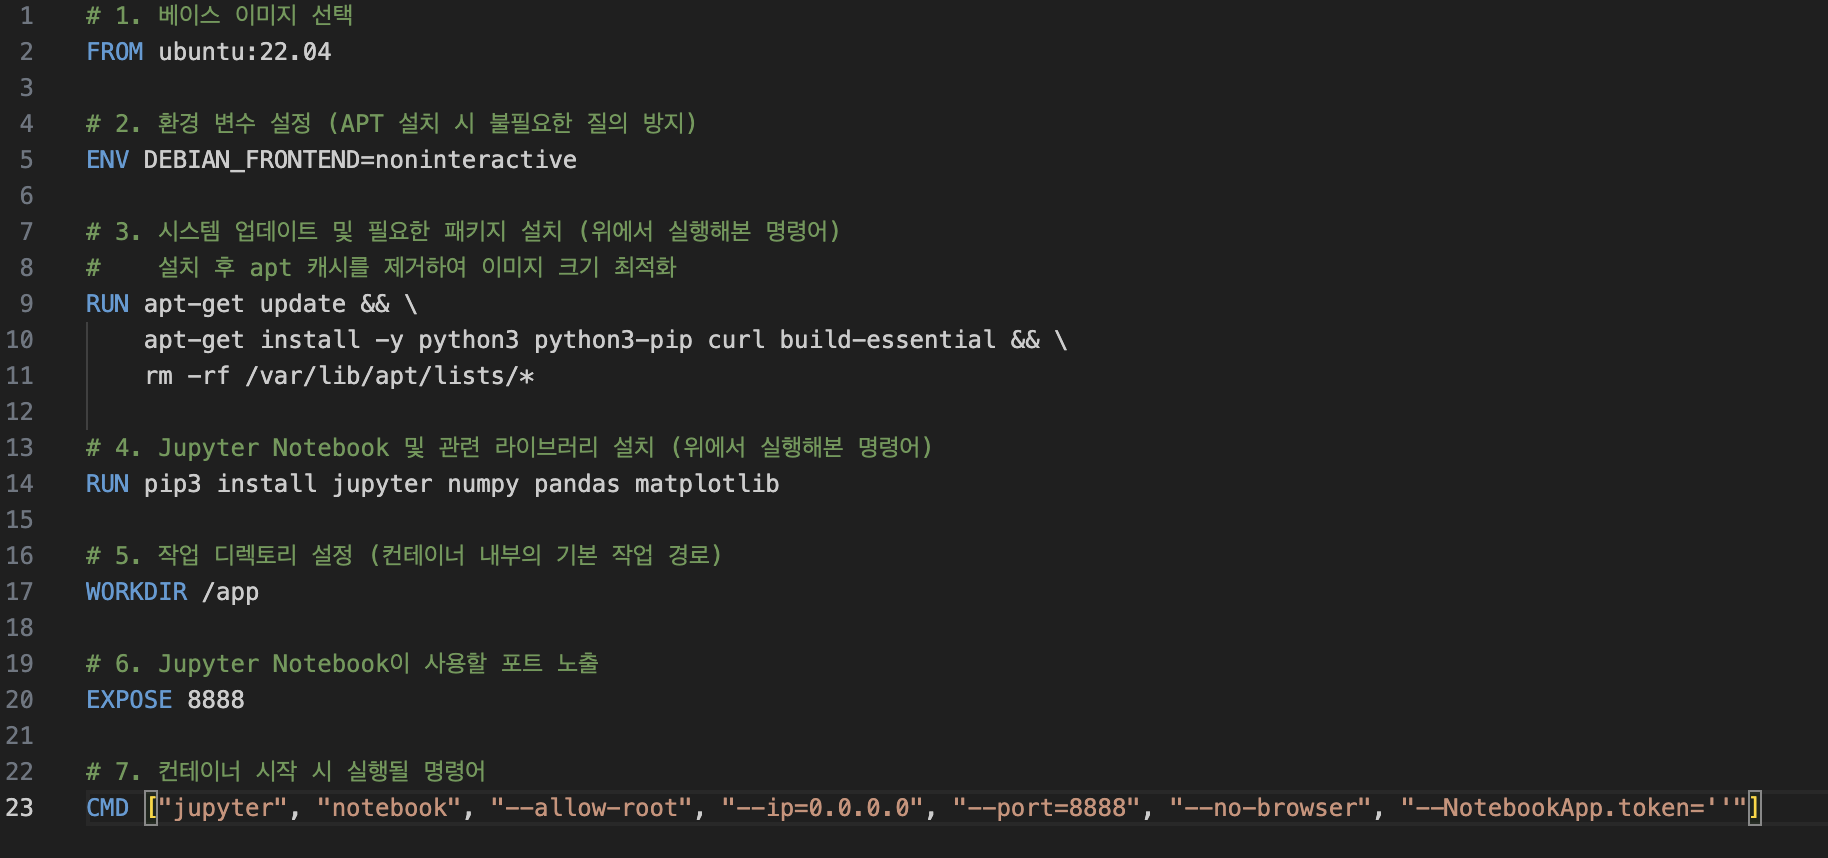 1 # 1. 베이스 이미지 선택
2 FROM ubuntu:22.04
3
4 # 2. 환경 변수 설정 (APT 설치 시 불필요한 질의 방지)
5 ENV DEBIAN_FRONTEND=noninteractive
6
7 # 3. 시스템 업데이트 및 필요한 패키지 설치 (위에서 실행해본 명령어)
8 #    설치 후 apt 캐시를 제거하여 이미지 크기 최적화
9 RUN apt-get update && \
10     apt-get install -y python3 python3-pip curl build-essential && \
11     rm -rf /var/lib/apt/lists/*
12
13 # 4. Jupyter Notebook 및 관련 라이브러리 설치 (위에서 실행해본 명령어)
14 RUN pip3 install jupyter numpy pandas matplotlib
15
16 # 5. 작업 디렉토리 설정 (컨테이너 내부의 기본 작업 경로)
17 WORKDIR /app
18
19 # 6. Jupyter Notebook이 사용할 포트 노출
20 EXPOSE 8888
21
22 # 7. 컨테이너 시작 시 실행될 명령어
23 CMD ["jupyter", "notebook", "--allow-root", "--ip=0.0.0.0", "--port=8888", "--no-browser", "--NotebookApp.token=''"]